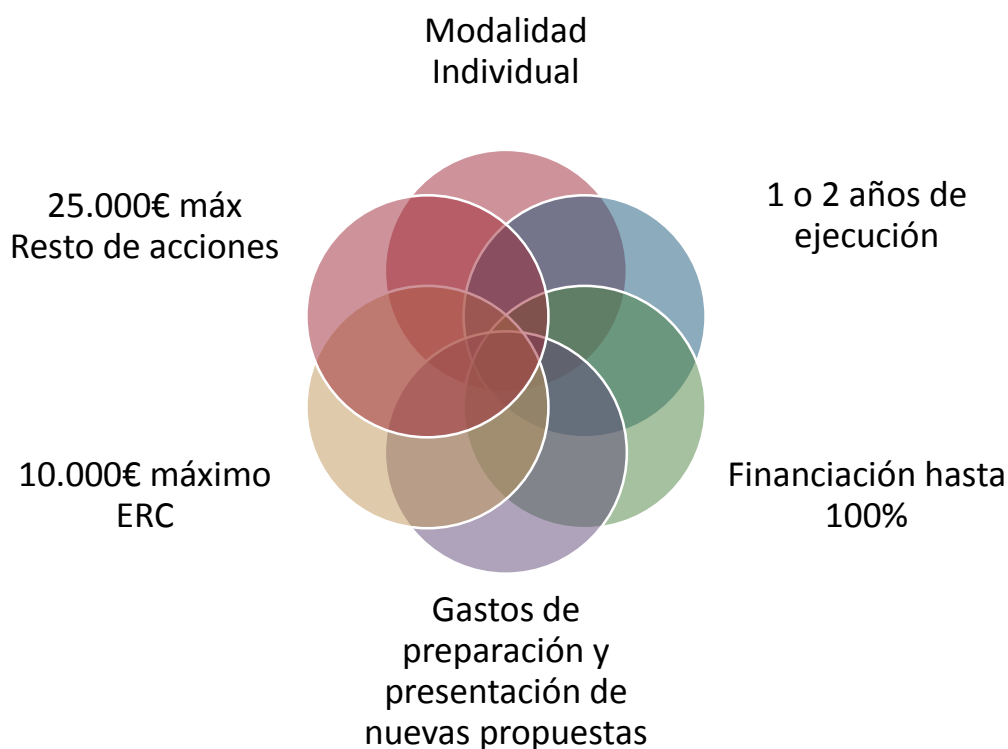 Modalidad
Individual
1 o 2 años de
ejecución
Financiación hasta
100%
Gastos de
preparación y
presentación de
nuevas propuestas
10.000€ máximo
ERC
25.000€ máx
Resto de acciones